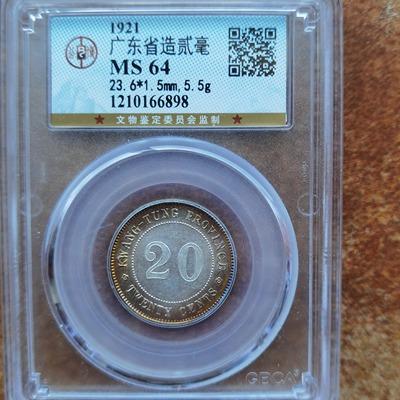 1921
广东省造贰毫
MS 64
23.6*1.5mm,5.5g
1210166898
★ 文物鉴定委员会监制 ★
KWANG-TUNG PROVINCE
20
TWENTY CENTS
GBCA